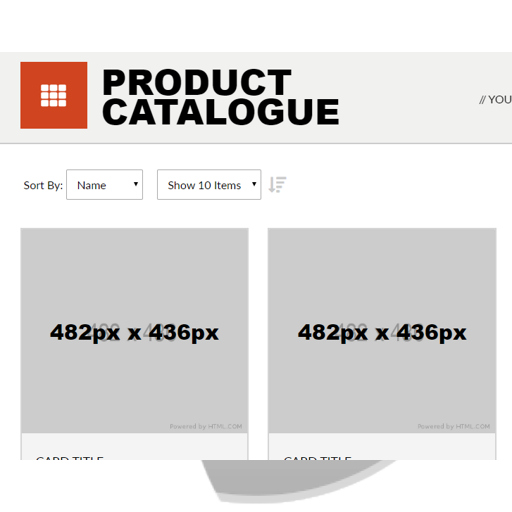 PRODUCT
CATALOGUE
// YOU
Sort By: Name Show 10 Items
482px x 436px 482px x 436px
Powered by HTML.COM Powered by HTML.COM
CARD TITLE CARD TITLE